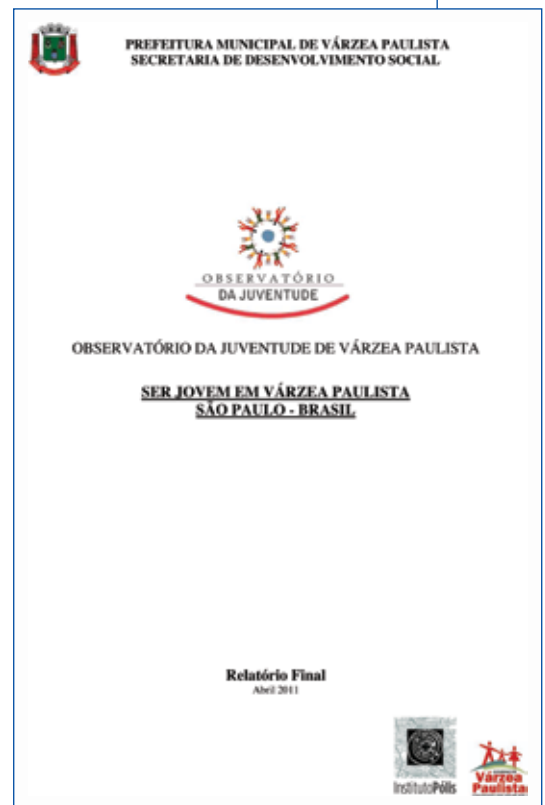 PREFEITURA MUNICIPAL DE VÁRZEA PAULISTA
SECRETARIA DE DESENVOLVIMENTO SOCIAL
OBSERVATÓRIO
DA JUVENTUDE
OBSERVATÓRIO DA JUVENTUDE DE VÁRZEA PAULISTA
SER JOVEM EM VÁRZEA PAULISTA
SÃO PAULO - BRASIL
Relatório Final
Abril 2011
InstitutoPólis
Várzea
Paulista